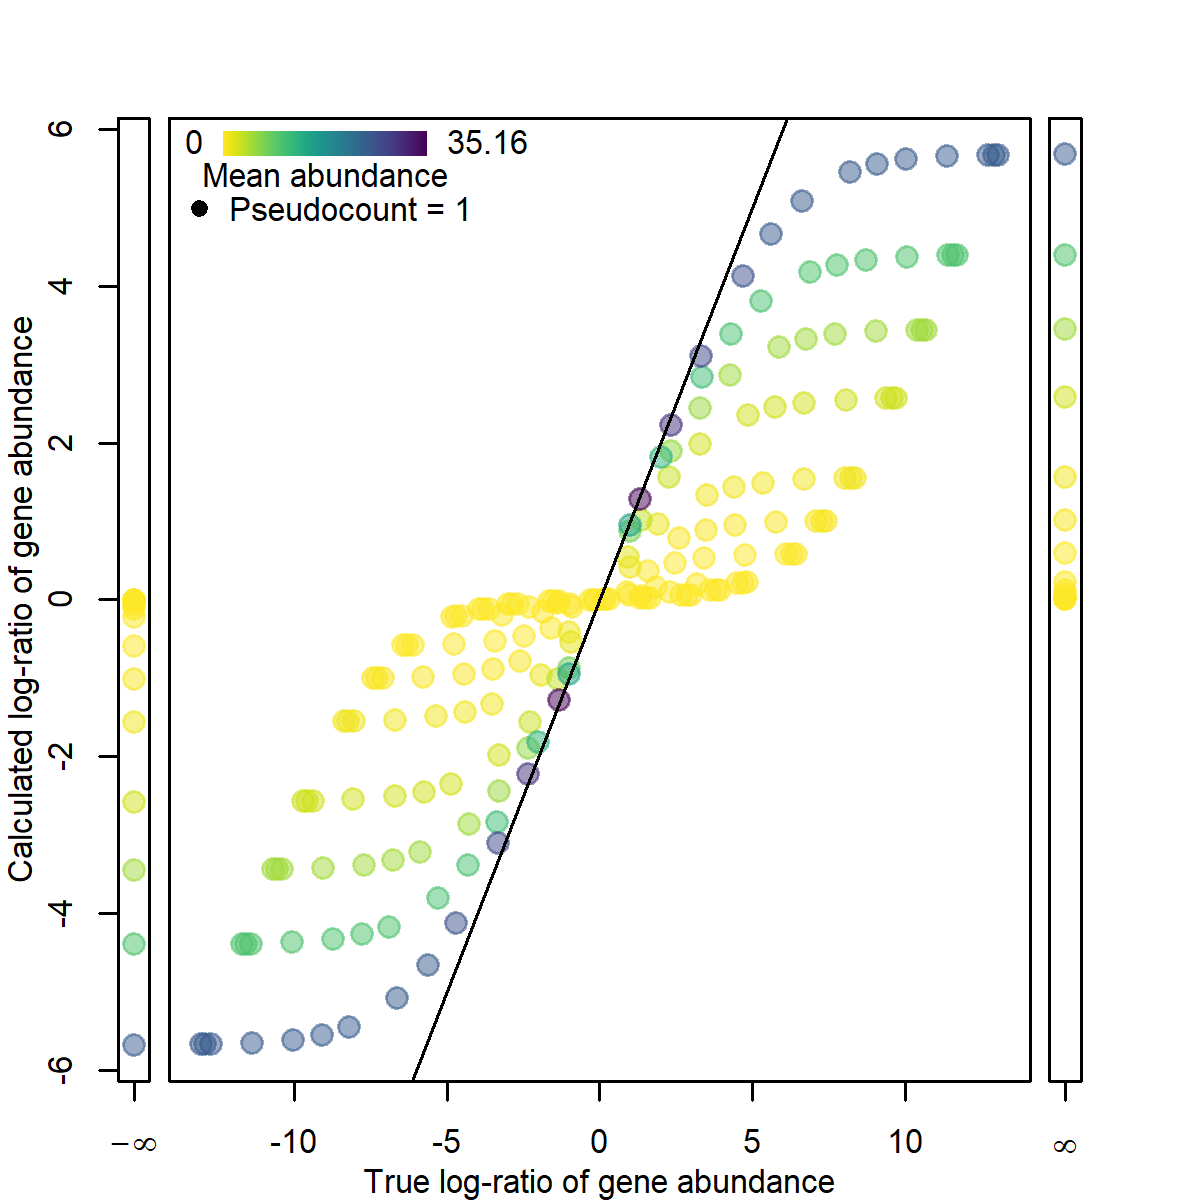 0 35.16
Mean abundance
Pseudocount = 1
6
4
2
0
-2
-4
-6
Calculated log-ratio of gene abundance
−∞ -10 -5 0 5 10 ∞
True log-ratio of gene abundance